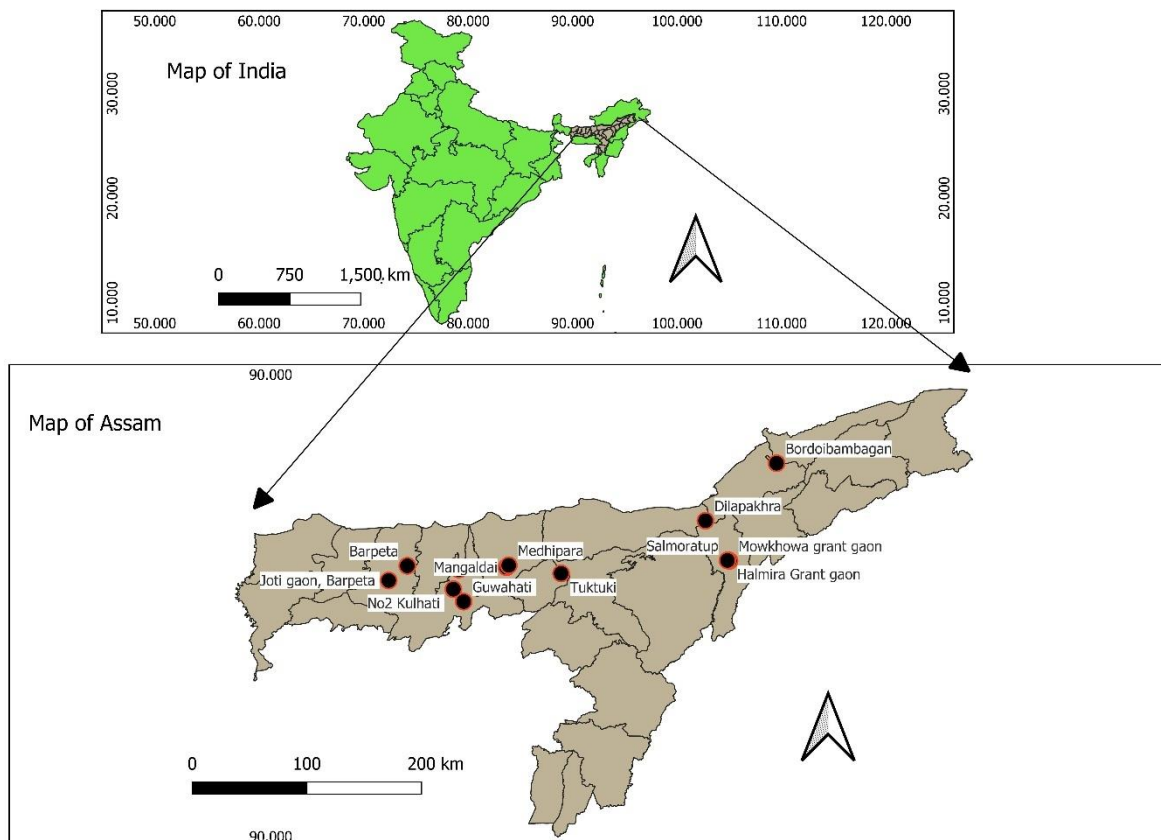 50.000 60.000 70.000 80.000 90.000 100.000 110.000 120.000
Map of India
30.000 30.000
20.000 20.000
0 750 1,500 km
10.000 10.000
50.000 60.000 70.000 80.000 90.000 100.000 110.000 120.000
90.000
Map of Assam
Bordoibambagan
Dilapakhra
Salmoratup Mowkhowa grant gaon
Barpeta Medhipara
Mangaldai
Halmira Grant gaon
Joti gaon, Barpeta
Tuktuki
Guwahati
No2 Kulhati
0 100 200 km
90.000